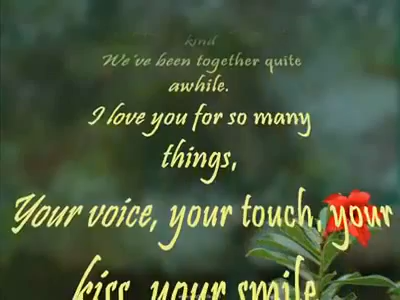 kind
We've been together quite
awhile.
I love you for so many
things,
Your voice, your touch, your
kiss, your smile